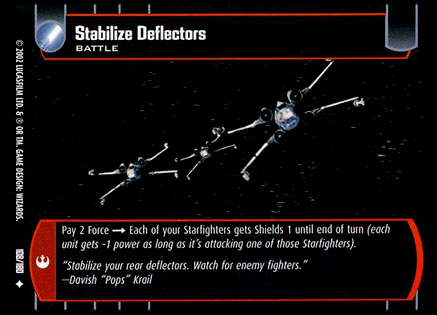 Stabilize Deflectors
BATTLE
Pay 2 Force → Each of your Starfighters gets Shields 1 until end of turn (each
unit gets -1 power as long as it's attacking one of those Starfighters).
"Stabilize your rear deflectors. Watch for enemy fighters."
—Davish "Pops" Krail
© 2002 LUCASFILM LTD. & ® OR TM. GAME DESIGN: WIZARDS.
108/180